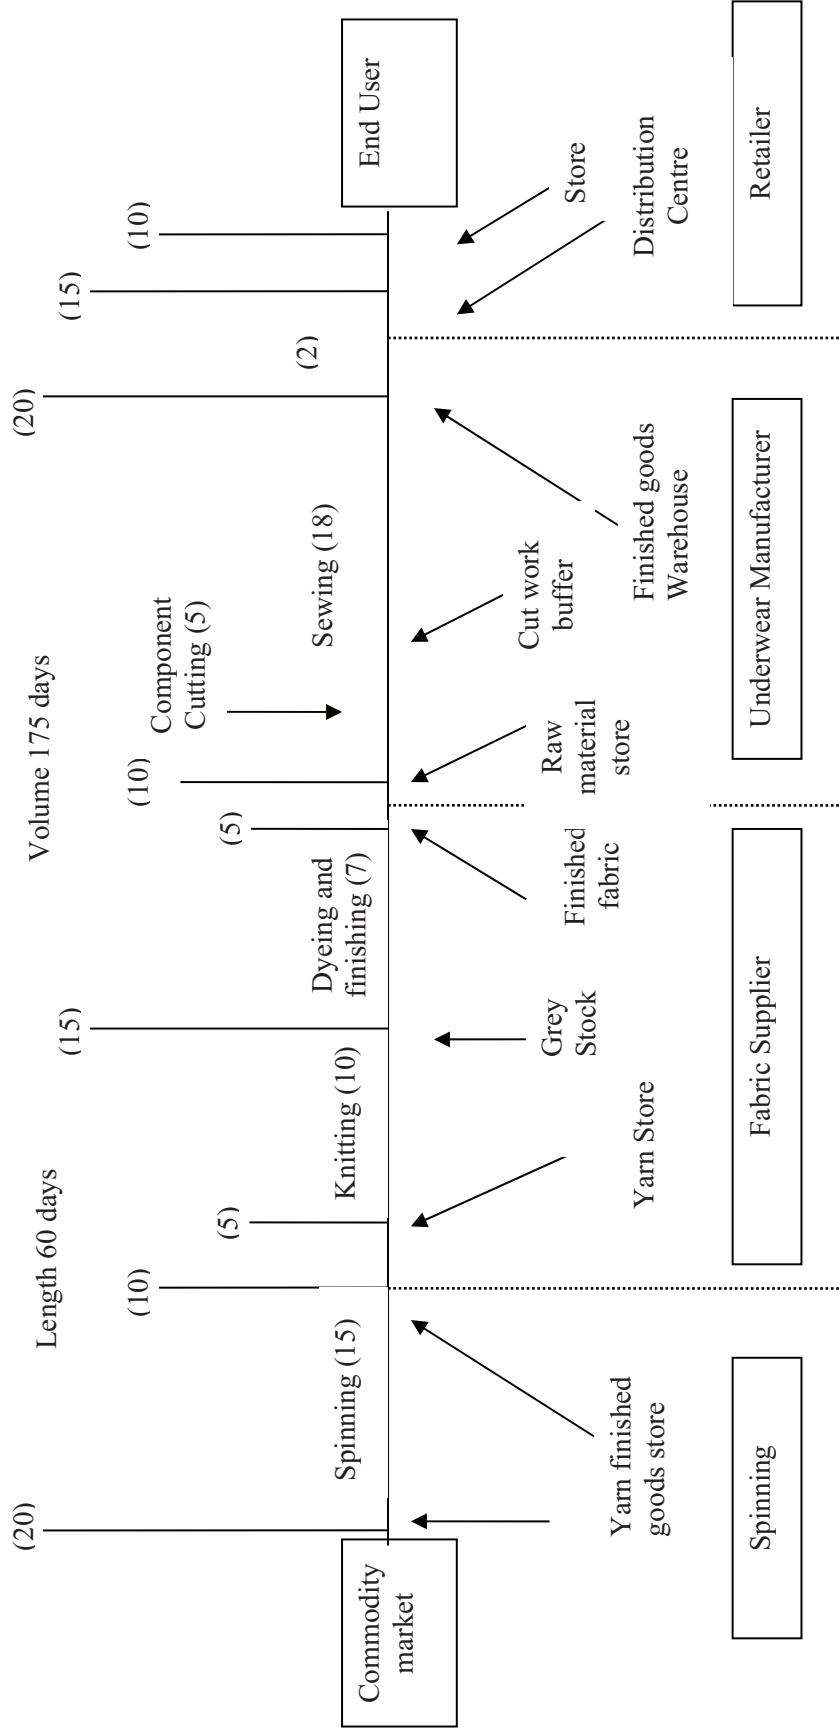 Length 60 days
Volume 175 days
(20)
(10)
(5)
(15)
(5)
(10)
Component
Cutting (5)
(20)
(2)
(15)
(10)
Spinning (15)
Knitting (10)
Dyeing and
finishing (7)
Sewing (18)
Commodity
market
End User
Yarn finished
goods store
Yarn Store
Grey
Stock
Finished
fabric
Raw
material
store
Cut work
buffer
Finished goods
Warehouse
Distribution
Centre
Store
Spinning
Fabric Supplier
Underwear Manufacturer
Retailer